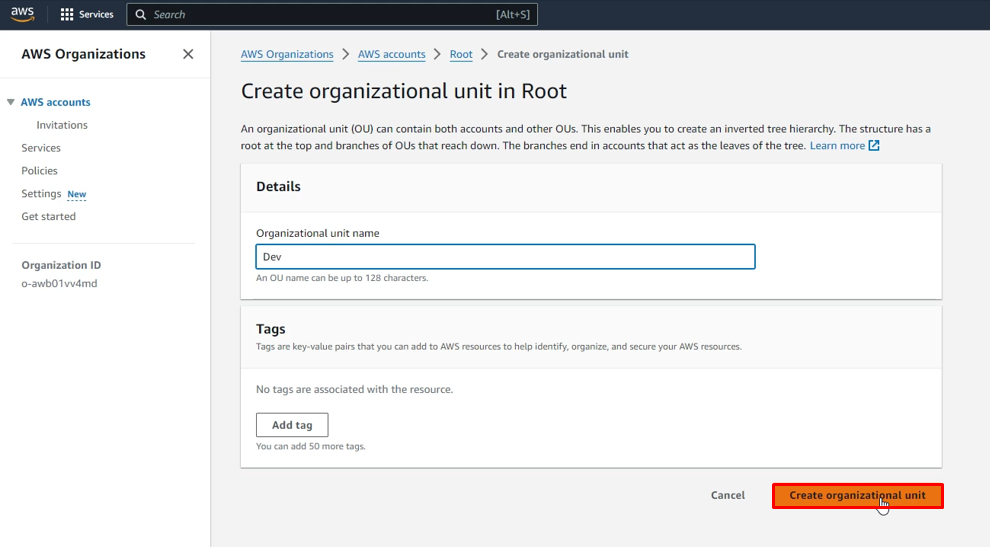 aws
Services
Search
[Alt+S]
AWS Organizations
AWS accounts
Invitations
Services
Policies
Settings New
Get started
Organization ID
o-awb01vv4md
AWS Organizations > AWS accounts > Root > Create organizational unit
Create organizational unit in Root
An organizational unit (OU) can contain both accounts and other OUs. This enables you to create an inverted tree hierarchy. The structure has a
root at the top and branches of OUs that reach down. The branches end in accounts that act as the leaves of the tree. Learn more
Details
Organizational unit name
Dev
An OU name can be up to 128 characters.
Tags
Tags are key-value pairs that you can add to AWS resources to help identify, organize, and secure your AWS resources.
No tags are associated with the resource.
Add tag
You can add 50 more tags.
Cancel
Create organizational unit